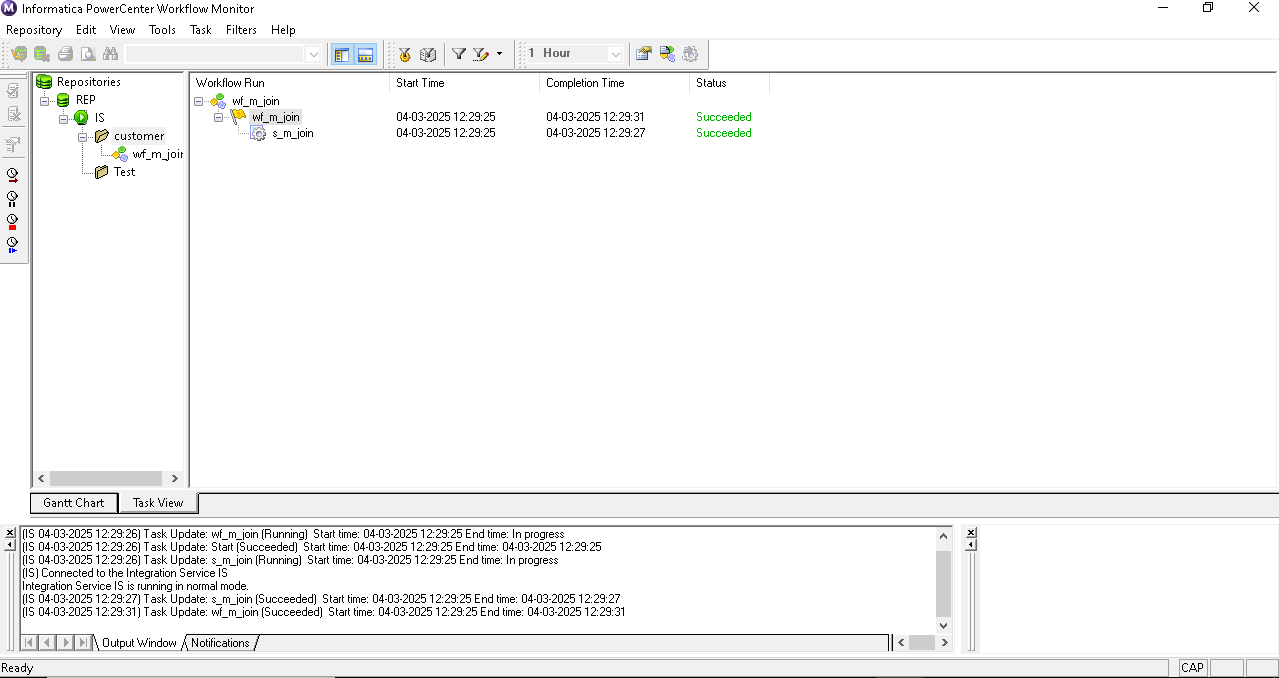 Informatica PowerCenter Workflow Monitor
Repository Edit View Tools Task Filters Help
1 Hour
Repositories
REP
IS
customer
wf_m_join
Test
Workflow Run Start Time Completion Time Status
wf_m_join
wf_m_join 04-03-2025 12:29:25 04-03-2025 12:29:31 Succeeded
s_m_join 04-03-2025 12:29:25 04-03-2025 12:29:27 Succeeded
Gantt Chart Task View
(IS 04-03-2025 12:29:26) Task Update: wf_m_join (Running) Start time: 04-03-2025 12:29:25 End time: In progress
(IS 04-03-2025 12:29:26) Task Update: Start (Succeeded) Start time: 04-03-2025 12:29:25 End time: 04-03-2025 12:29:25
(IS 04-03-2025 12:29:26) Task Update: s_m_join (Running) Start time: 04-03-2025 12:29:25 End time: In progress
(IS) Connected to the Integration Service IS
Integration Service IS is running in normal mode.
(IS 04-03-2025 12:29:27) Task Update: s_m_join (Succeeded) Start time: 04-03-2025 12:29:25 End time: 04-03-2025 12:29:27
(IS 04-03-2025 12:29:31) Task Update: wf_m_join (Succeeded) Start time: 04-03-2025 12:29:25 End time: 04-03-2025 12:29:31
Output Window Notifications
Ready CAP